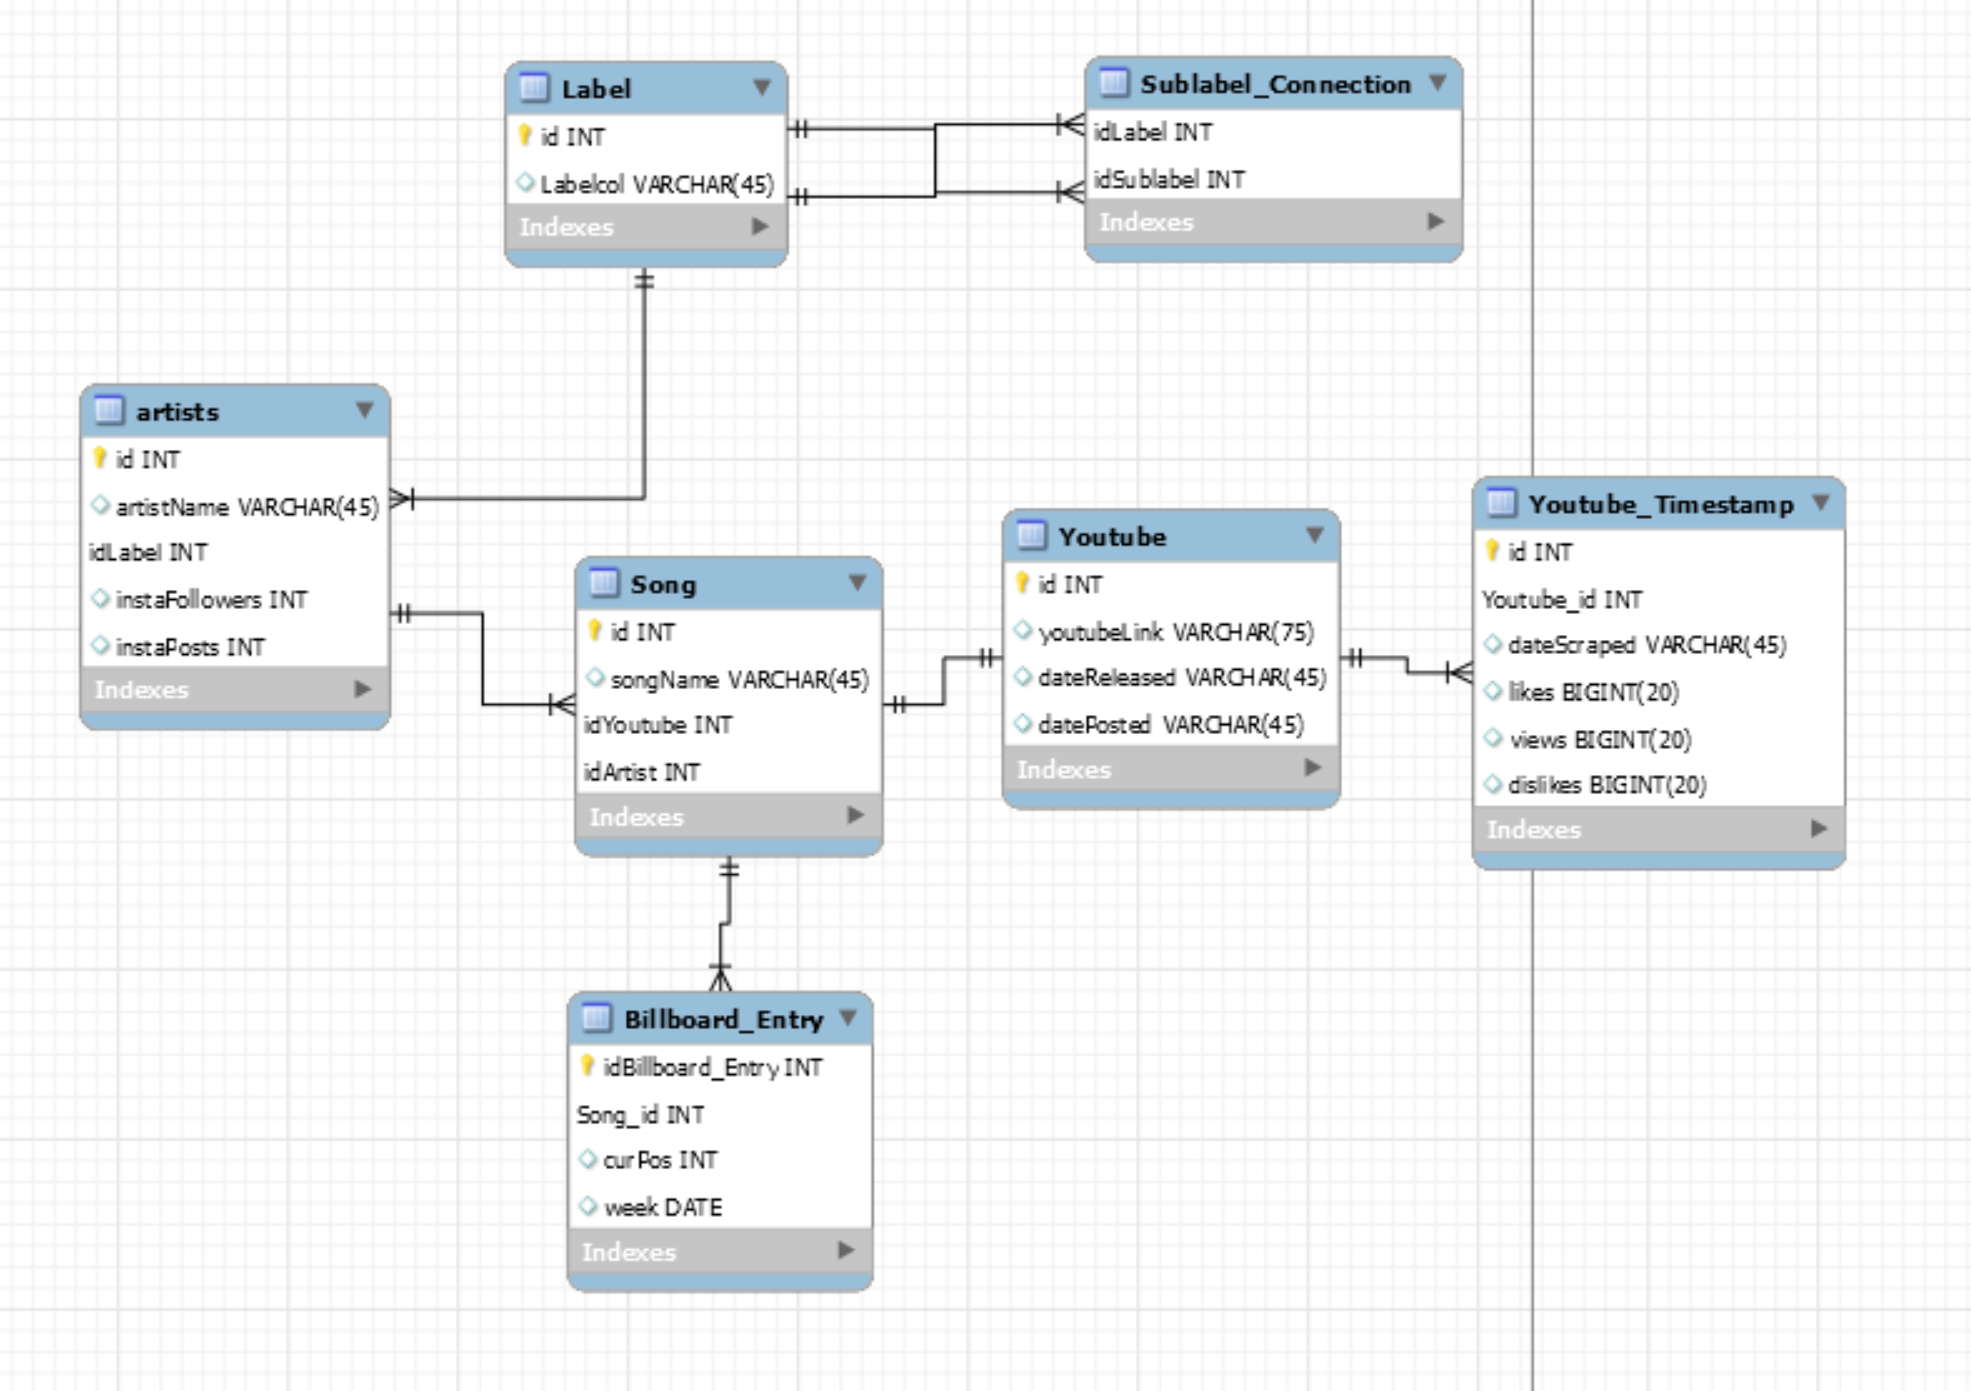 Label
id INT
Labelcol VARCHAR(45)
Indexes
Sublabel_Connection
idLabel INT
idSublabel INT
Indexes
artists
id INT
artistName VARCHAR(45)
idLabel INT
instaFollowers INT
instaPosts INT
Indexes
Song
id INT
songName VARCHAR(45)
idYoutube INT
idArtist INT
Indexes
Youtube
id INT
youtubeLink VARCHAR(75)
dateReleased VARCHAR(45)
datePosted VARCHAR(45)
Indexes
Youtube_Timestamp
id INT
Youtube_id INT
dateScraped VARCHAR(45)
likes BIGINT(20)
views BIGINT(20)
dislikes BIGINT(20)
Indexes
Billboard_Entry
idBillboard_Entry INT
Song_id INT
curPos INT
week DATE
Indexes